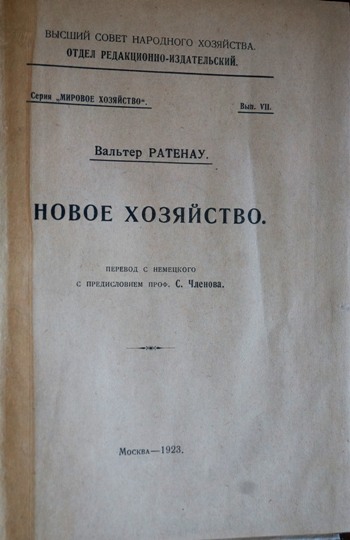 ВЫСШИЙ СОВЕТ НАРОДНОГО ХОЗЯЙСТВА.
ОТДЕЛ РЕДАКЦИОННО-ИЗДАТЕЛЬСКИЙ.
Серия „МИРОВОЕ ХОЗЯЙСТВО“. Вып. VII.
Вальтер РАТЕНАУ.
НОВОЕ ХОЗЯЙСТВО.
ПЕРЕВОД С НЕМЕЦКОГО
С ПРЕДИСЛОВИЕМ ПРОФ. С. Членова.
Москва—1923.